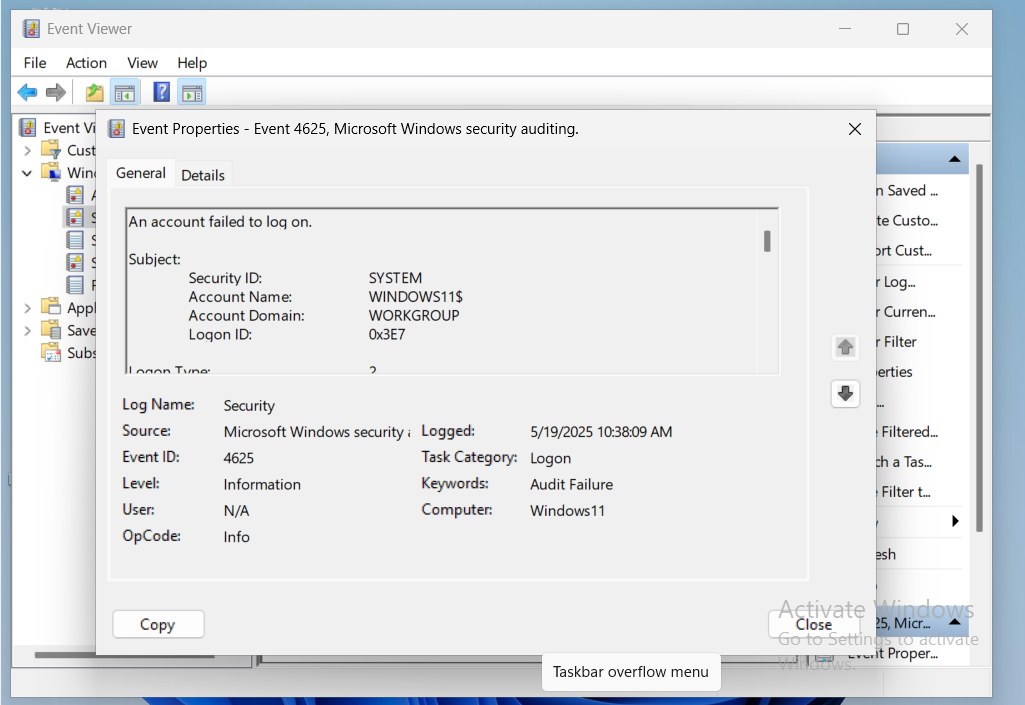 Event Viewer
File Action View Help
Event Vi
Event Properties - Event 4625, Microsoft Windows security auditing.
Cust
Wind
Appl
Save
Subs
General Details
An account failed to log on.
Subject:
Security ID: SYSTEM
Account Name: WINDOWS11$
Account Domain: WORKGROUP
Logon ID: 0x3E7
Logon Type: 2
Log Name: Security
Source: Microsoft Windows security a Logged: 5/19/2025 10:38:09 AM
Event ID: 4625 Task Category: Logon
Level: Information Keywords: Audit Failure
User: N/A Computer: Windows11
OpCode: Info
Copy
Close
n Saved ...
te Custo...
ort Cust...
r Log...
r Curren...
r Filter
erties
...
e Filtered...
ch a Tas...
e Filter t...
esh
25, Micr...
Event Proper...
Activate Windows
Go to Settings to activate
Windows.
Taskbar overflow menu